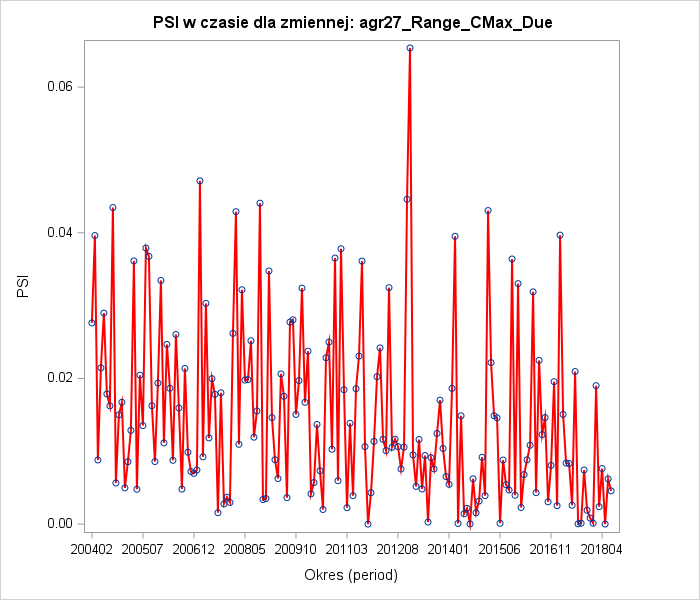 PSI w czasie dla zmiennej: agr27_Range_CMax_Due
0.06
0.04
0.02
0.00
PSI
200402 200507 200612 200805 200910 201103 201208 201401 201506 201611 201804
Okres (period)